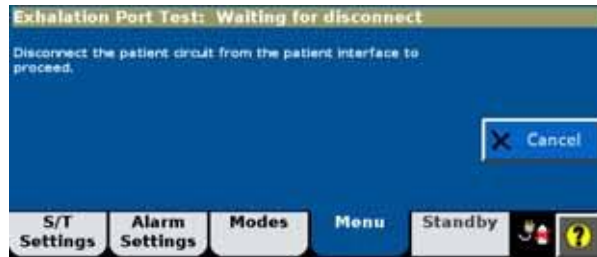 Exhalation Port Test: Waiting for disconnect
Disconnect the patient circuit from the patient interface to
proceed.
Cancel
S/T Settings
Alarm Settings
Modes
Menu
Standby
?